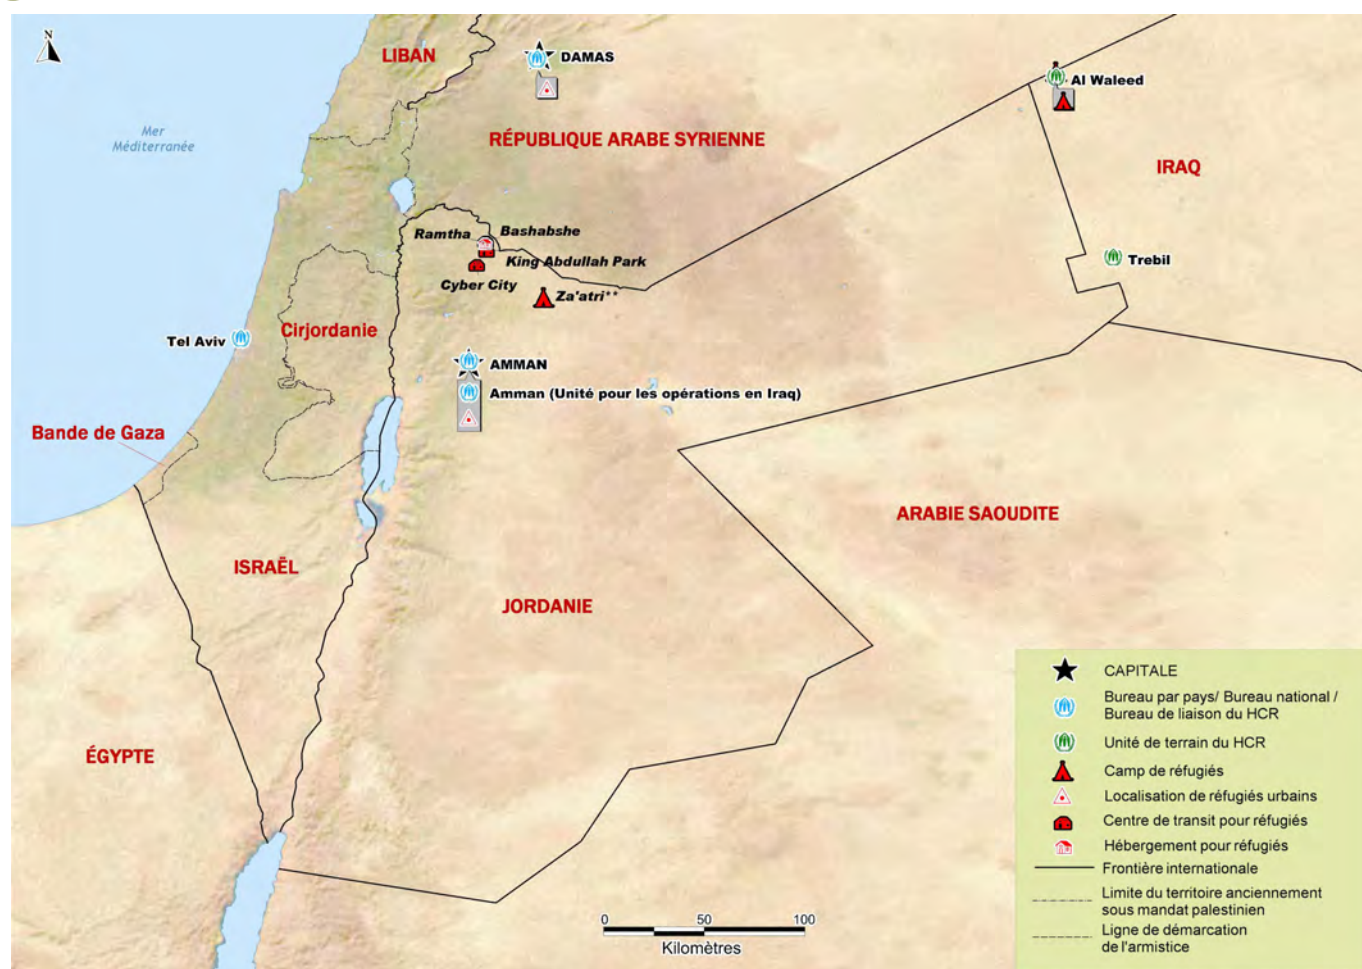 N
LIBAN
DAMAS
Al Waleed
Mer
Méditerranée
RÉPUBLIQUE ARABE SYRIENNE
IRAQ
Ramtha
Bashabshe
King Abdullah Park
Cyber City
Za'atri**
Trebil
Tel Aviv
Cirjordanie
AMMAN
Amman (Unité pour les opérations en Iraq)
Bande de Gaza
ARABIE SAOUDITE
ISRAËL
JORDANIE
ÉGYPTE
CAPITALE
Bureau par pays/ Bureau national /
Bureau de liaison du HCR
Unité de terrain du HCR
Camp de réfugiés
Localisation de réfugiés urbains
Centre de transit pour réfugiés
Hébergement pour réfugiés
Frontière internationale
Limite du territoire anciennement
sous mandat palestinien
Ligne de démarcation
de l'armistice
0 50 100
Kilomètres